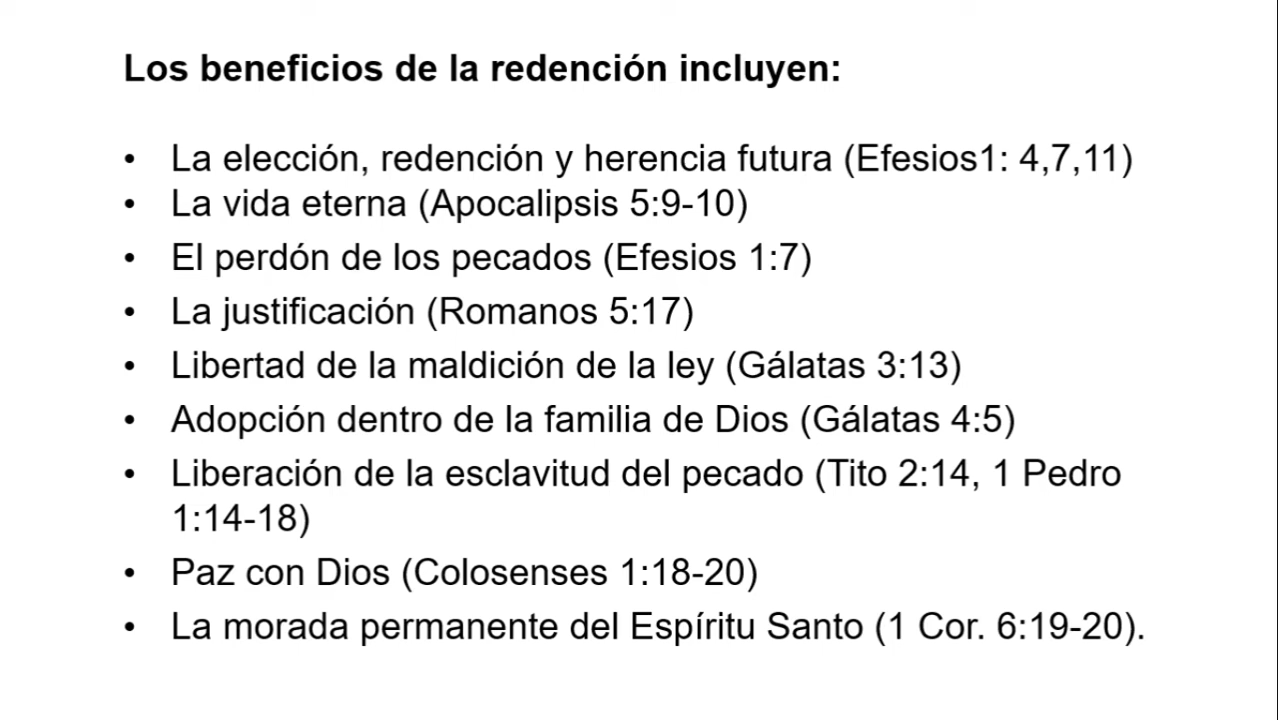 Los beneficios de la redención incluyen:
• La elección, redención y herencia futura (Efesios1: 4,7,11)
• La vida eterna (Apocalipsis 5:9-10)
• El perdón de los pecados (Efesios 1:7)
• La justificación (Romanos 5:17)
• Libertad de la maldición de la ley (Gálatas 3:13)
• Adopción dentro de la familia de Dios (Gálatas 4:5)
• Liberación de la esclavitud del pecado (Tito 2:14, 1 Pedro
1:14-18)
• Paz con Dios (Colosenses 1:18-20)
• La morada permanente del Espíritu Santo (1 Cor. 6:19-20).